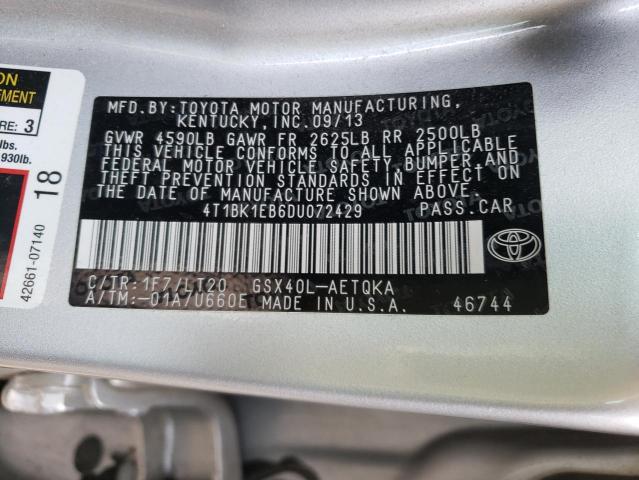 ION
EMENT
RE: 3
lbs.
930lb.
18
42661-07140
MFD.BY:TOYOTA MOTOR MANUFACTURING,
KENTUCKY, INC.09/13
GVWR 4590LB GAWR FR 2625LB RR 2500LB
THIS VEHICLE CONFORMS TO ALL APPLICABLE
FEDERAL MOTOR VEHICLE SAFETY, BUMPER, AND
THEFT PREVENTION STANDARDS IN EFFECT ON
THE DATE OF MANUFACTURE SHOWN ABOVE.
4T1BK1EB6DU072429 PASS.CAR
C/TR:1F7/LT20 GSX40L-AETQKA
A/TM:-01A/U660E MADE IN U.S.A. 46744
TOYOTA